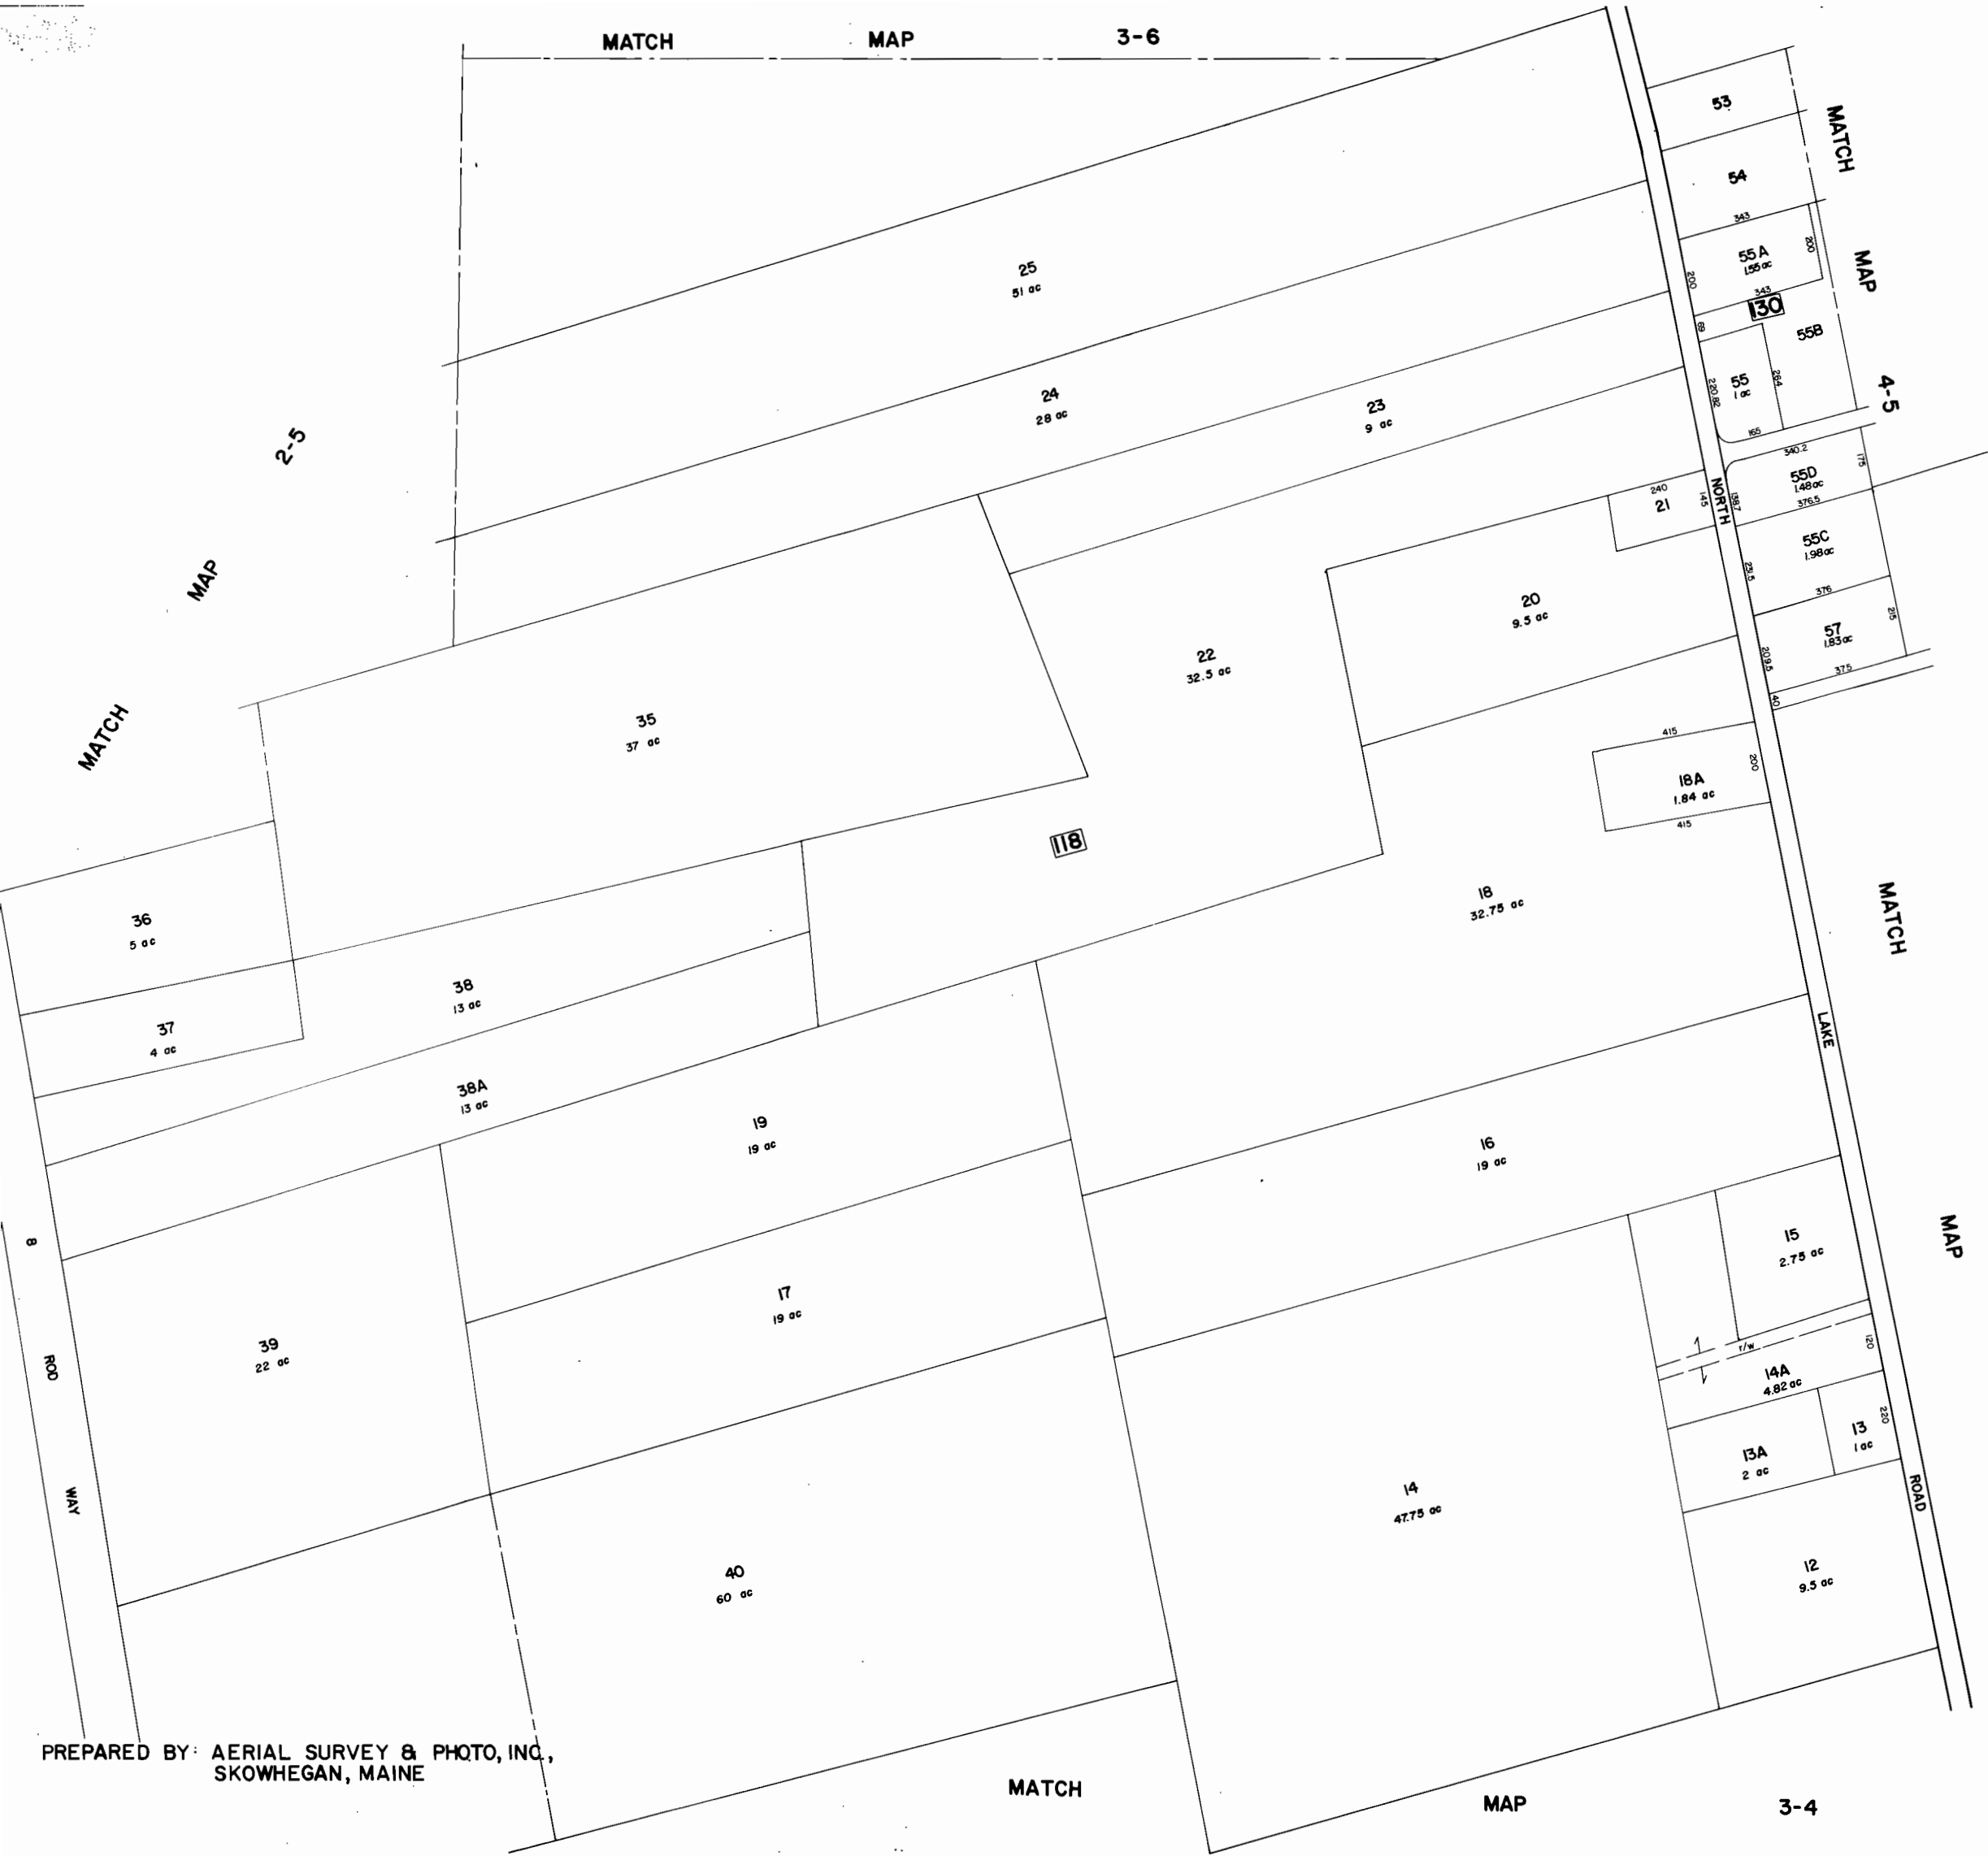 MATCH MAP 3-6
53
MATCH
54
343
55A
1.55 ac
200
200
MAP
343
130
69
55B
25
51 ac
55
1 ac
264
220.82
4-5
165
24
28 ac
23
9 ac
2-5
340.2
175
55D
1.48 ac
376.5
240
21
145
NORTH
138.7
55C
1.98 ac
231.5
376
MAP
20
9.5 ac
57
1.83 ac
215
209.5
375
40
22
32.5 ac
35
37 ac
MATCH
415
18A
1.84 ac
200
415
118
18
32.75 ac
MATCH
36
5 ac
38
13 ac
37
4 ac
LAKE
38A
13 ac
19
19 ac
16
19 ac
MAP
15
2.75 ac
8
ROD
WAY
17
19 ac
39
22 ac
r/w
120
14A
4.82 ac
220
13
1 ac
13A
2 ac
14
47.75 ac
ROAD
12
9.5 ac
40
60 ac
PREPARED BY: AERIAL SURVEY & PHOTO, INC.,
SKOWHEGAN, MAINE
MATCH MAP 3-4